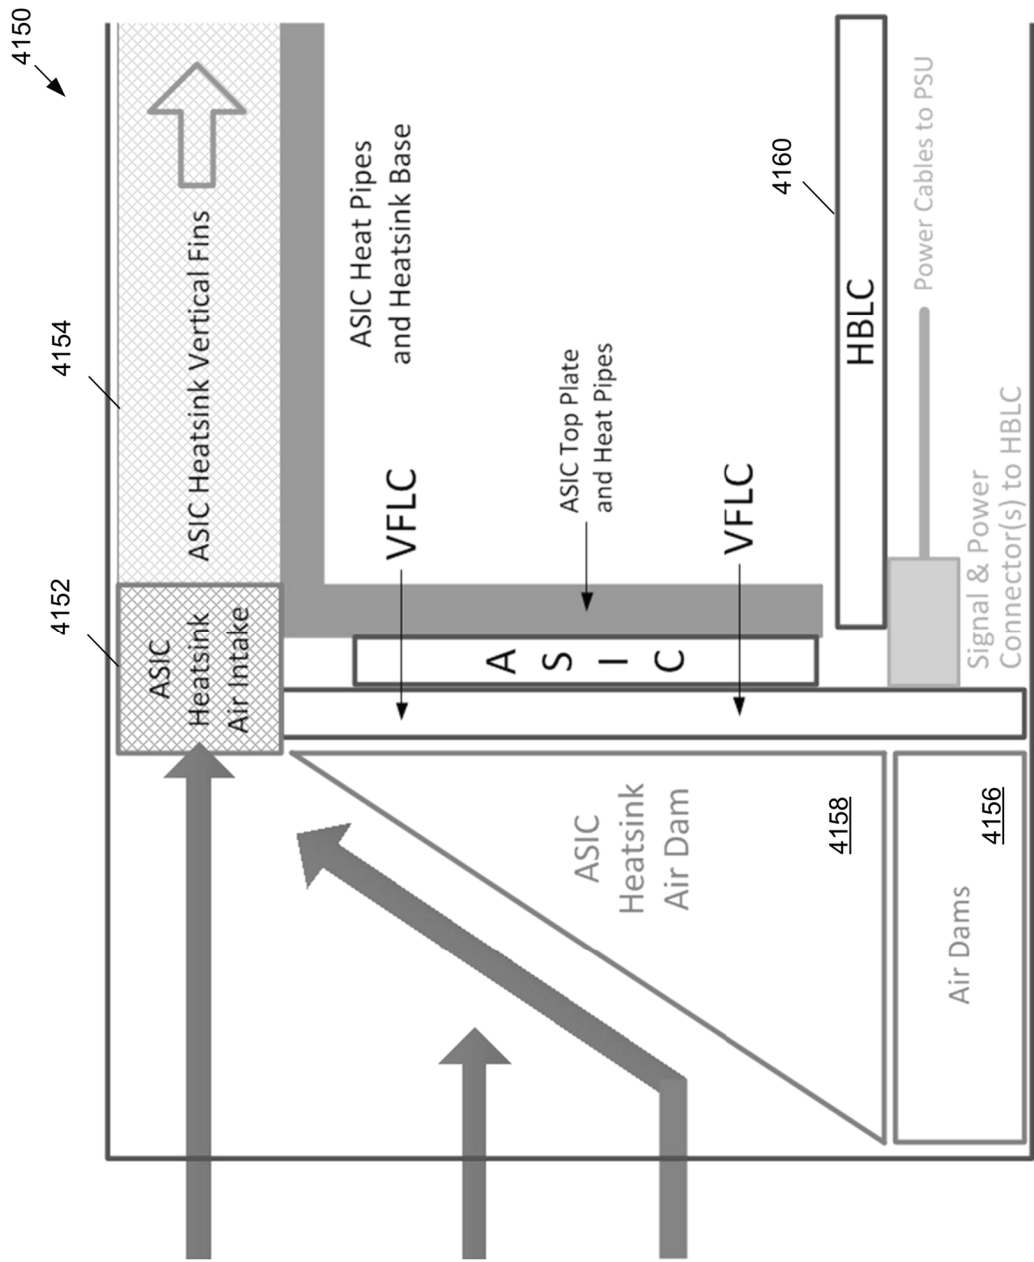 4150
4152
4154
ASIC
Heatsink
Air Intake
ASIC Heatsink Vertical Fins
ASIC Heat Pipes
and Heatsink Base
VFLC
ASIC Top Plate
and Heat Pipes
VFLC
A S I C
4160
HBLC
Power Cables to PSU
Signal & Power
Connector(s) to HBLC
ASIC
Heatsink
Air Dam
4158
Air Dams
4156